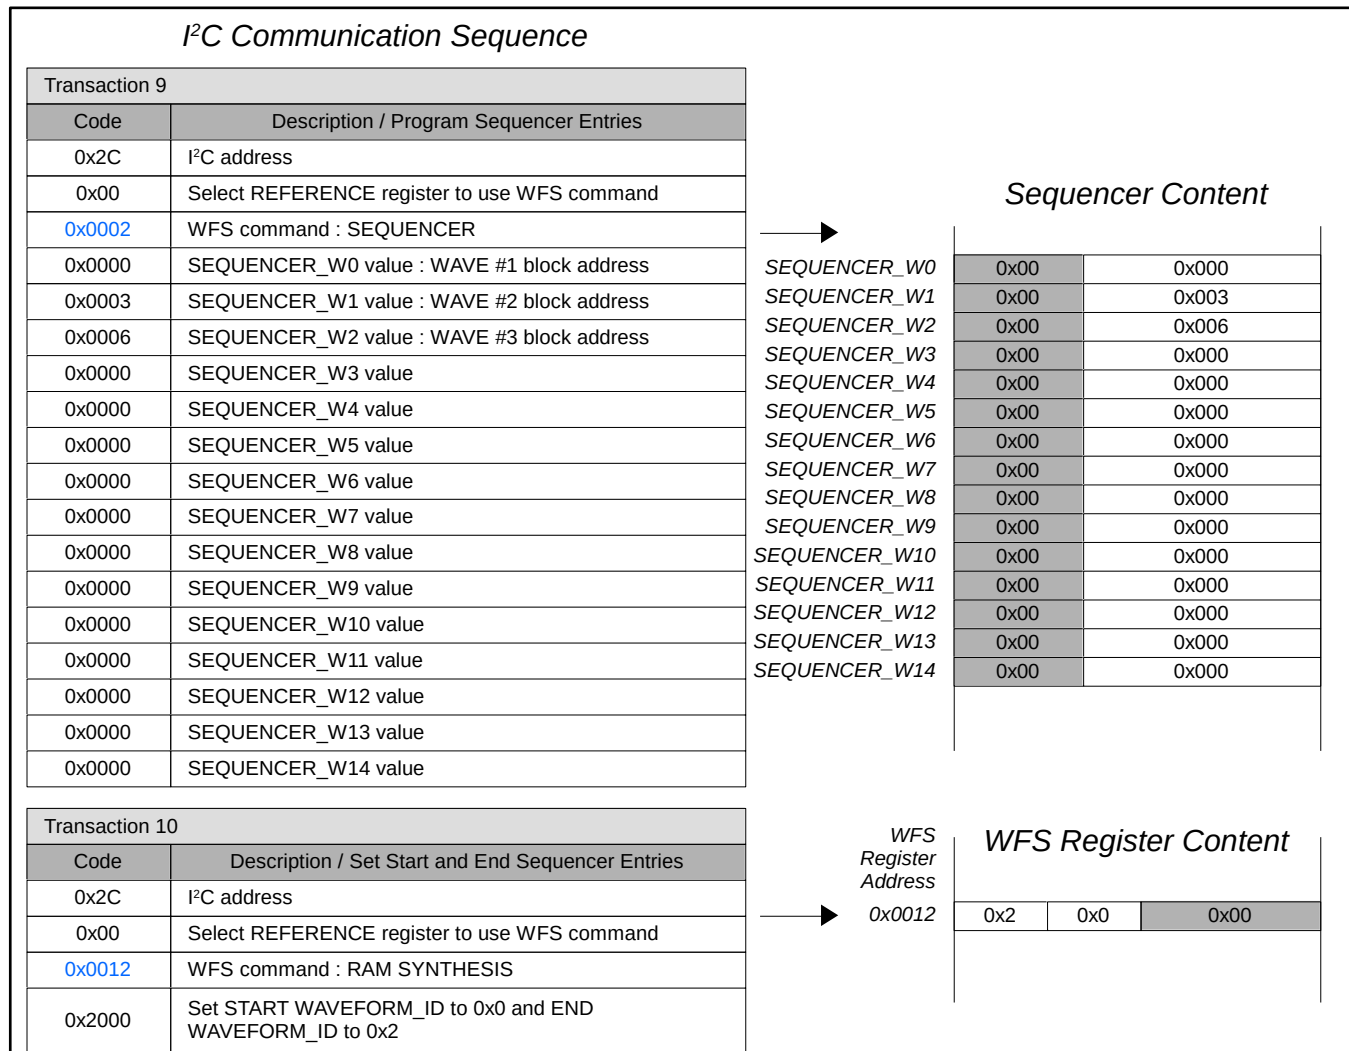 I²C Communication Sequence
Transaction 9
Code Description / Program Sequencer Entries
0x2C I²C address
0x00 Select REFERENCE register to use WFS command
0x0002 WFS command : SEQUENCER
0x0000 SEQUENCER_W0 value : WAVE #1 block address
0x0003 SEQUENCER_W1 value : WAVE #2 block address
0x0006 SEQUENCER_W2 value : WAVE #3 block address
0x0000 SEQUENCER_W3 value
0x0000 SEQUENCER_W4 value
0x0000 SEQUENCER_W5 value
0x0000 SEQUENCER_W6 value
0x0000 SEQUENCER_W7 value
0x0000 SEQUENCER_W8 value
0x0000 SEQUENCER_W9 value
0x0000 SEQUENCER_W10 value
0x0000 SEQUENCER_W11 value
0x0000 SEQUENCER_W12 value
0x0000 SEQUENCER_W13 value
0x0000 SEQUENCER_W14 value
Sequencer Content
SEQUENCER_W0 0x00 0x000
SEQUENCER_W1 0x00 0x003
SEQUENCER_W2 0x00 0x006
SEQUENCER_W3 0x00 0x000
SEQUENCER_W4 0x00 0x000
SEQUENCER_W5 0x00 0x000
SEQUENCER_W6 0x00 0x000
SEQUENCER_W7 0x00 0x000
SEQUENCER_W8 0x00 0x000
SEQUENCER_W9 0x00 0x000
SEQUENCER_W10 0x00 0x000
SEQUENCER_W11 0x00 0x000
SEQUENCER_W12 0x00 0x000
SEQUENCER_W13 0x00 0x000
SEQUENCER_W14 0x00 0x000
Transaction 10
Code Description / Set Start and End Sequencer Entries
0x2C I²C address
0x00 Select REFERENCE register to use WFS command
0x0012 WFS command : RAM SYNTHESIS
0x2000 Set START WAVEFORM_ID to 0x0 and END
WAVEFORM_ID to 0x2
WFS
Register
Address
WFS Register Content
0x0012 0x2 0x0 0x00